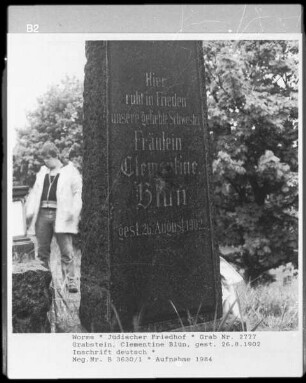 B2
Hier
ruht in Frieden
unsere geliebte Schwester
Fräulein
Clementine
Blün
gest. 26. August 1902
Worms * Jüdischer Friedhof * Grab Nr. 2777
Grabstein. Clementine Blün, gest. 26.8.1902
Inschrift deutsch *
Neg.Nr. B 3630/1 * Aufnahme 1984